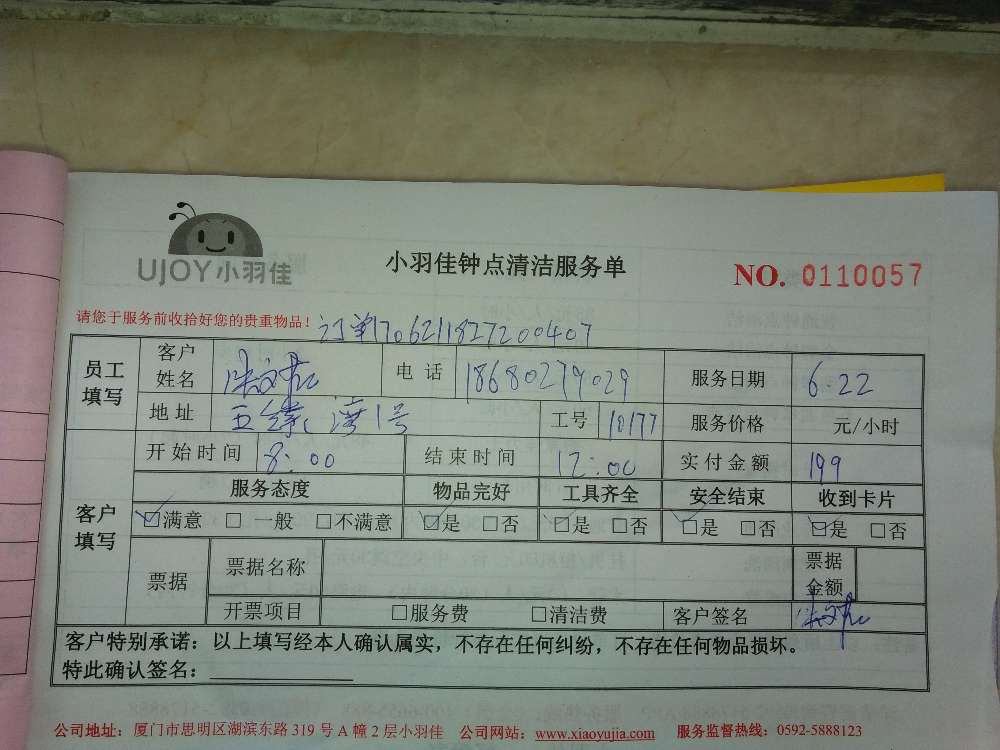 UJOY小羽佳
小羽佳钟点清洁服务单
NO. 0110057
请您于服务前收拾好您的贵重物品! 订单1706211827200407
员工填写 客户姓名 电话 18680279029 服务日期 6.22
地址 五缘湾1号 工号 10177 服务价格 元/小时
客户填写 开始时间 8:00 结束时间 12:00 实付金额 199
服务态度 物品完好 工具齐全 安全结束 收到卡片
☑满意 □一般 □不满意 ☑是 □否 ☑是 □否 ☑是 □否 ☑是 □否
票据 票据名称 票据金额
开票项目 □服务费 □清洁费 客户签名
客户特别承诺：以上填写经本人确认属实，不存在任何纠纷，不存在任何物品损坏。
特此确认签名：
公司地址：厦门市思明区湖滨东路 319 号 A 幢 2 层小羽佳 公司网站：www.xiaoyujia.com 服务监督热线：0592-5888123